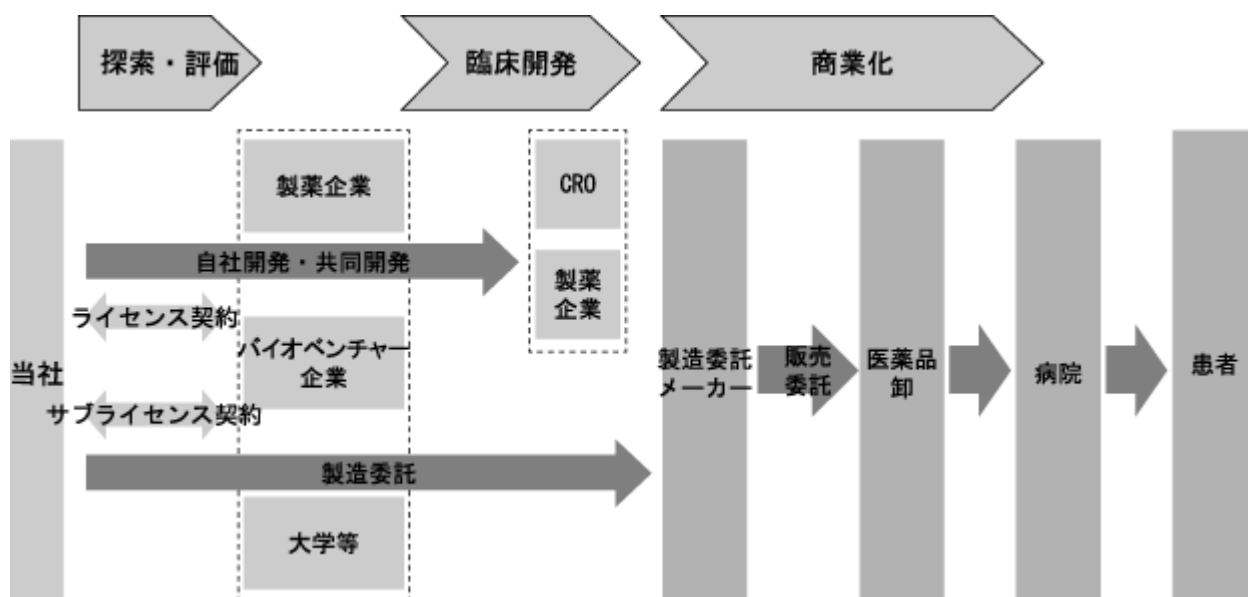 探索・評価
臨床開発
商業化
製薬企業
CRO
自社開発・共同開発
製薬
企業
ライセンス契約
バイオベンチャー
企業
当社
サブライセンス契約
製造委託
大学等
製造委託
メーカー
販売
委託
医薬品
卸
病院
患者